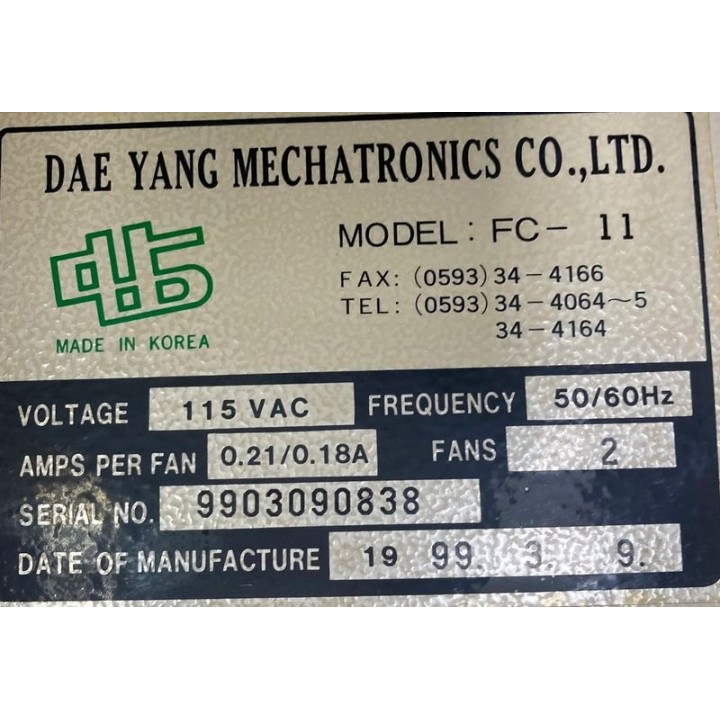 DAE YANG MECHATRONICS CO.,LTD.
MODEL: FC- 11
FAX: (0593)34-4166
TEL: (0593)34-4064~5
34-4164
MADE IN KOREA
VOLTAGE 115 VAC FREQUENCY 50/60Hz
AMPS PER FAN 0.21/0.18A FANS 2
SERIAL NO. 9903090838
DATE OF MANUFACTURE 19 99. 3. 9.